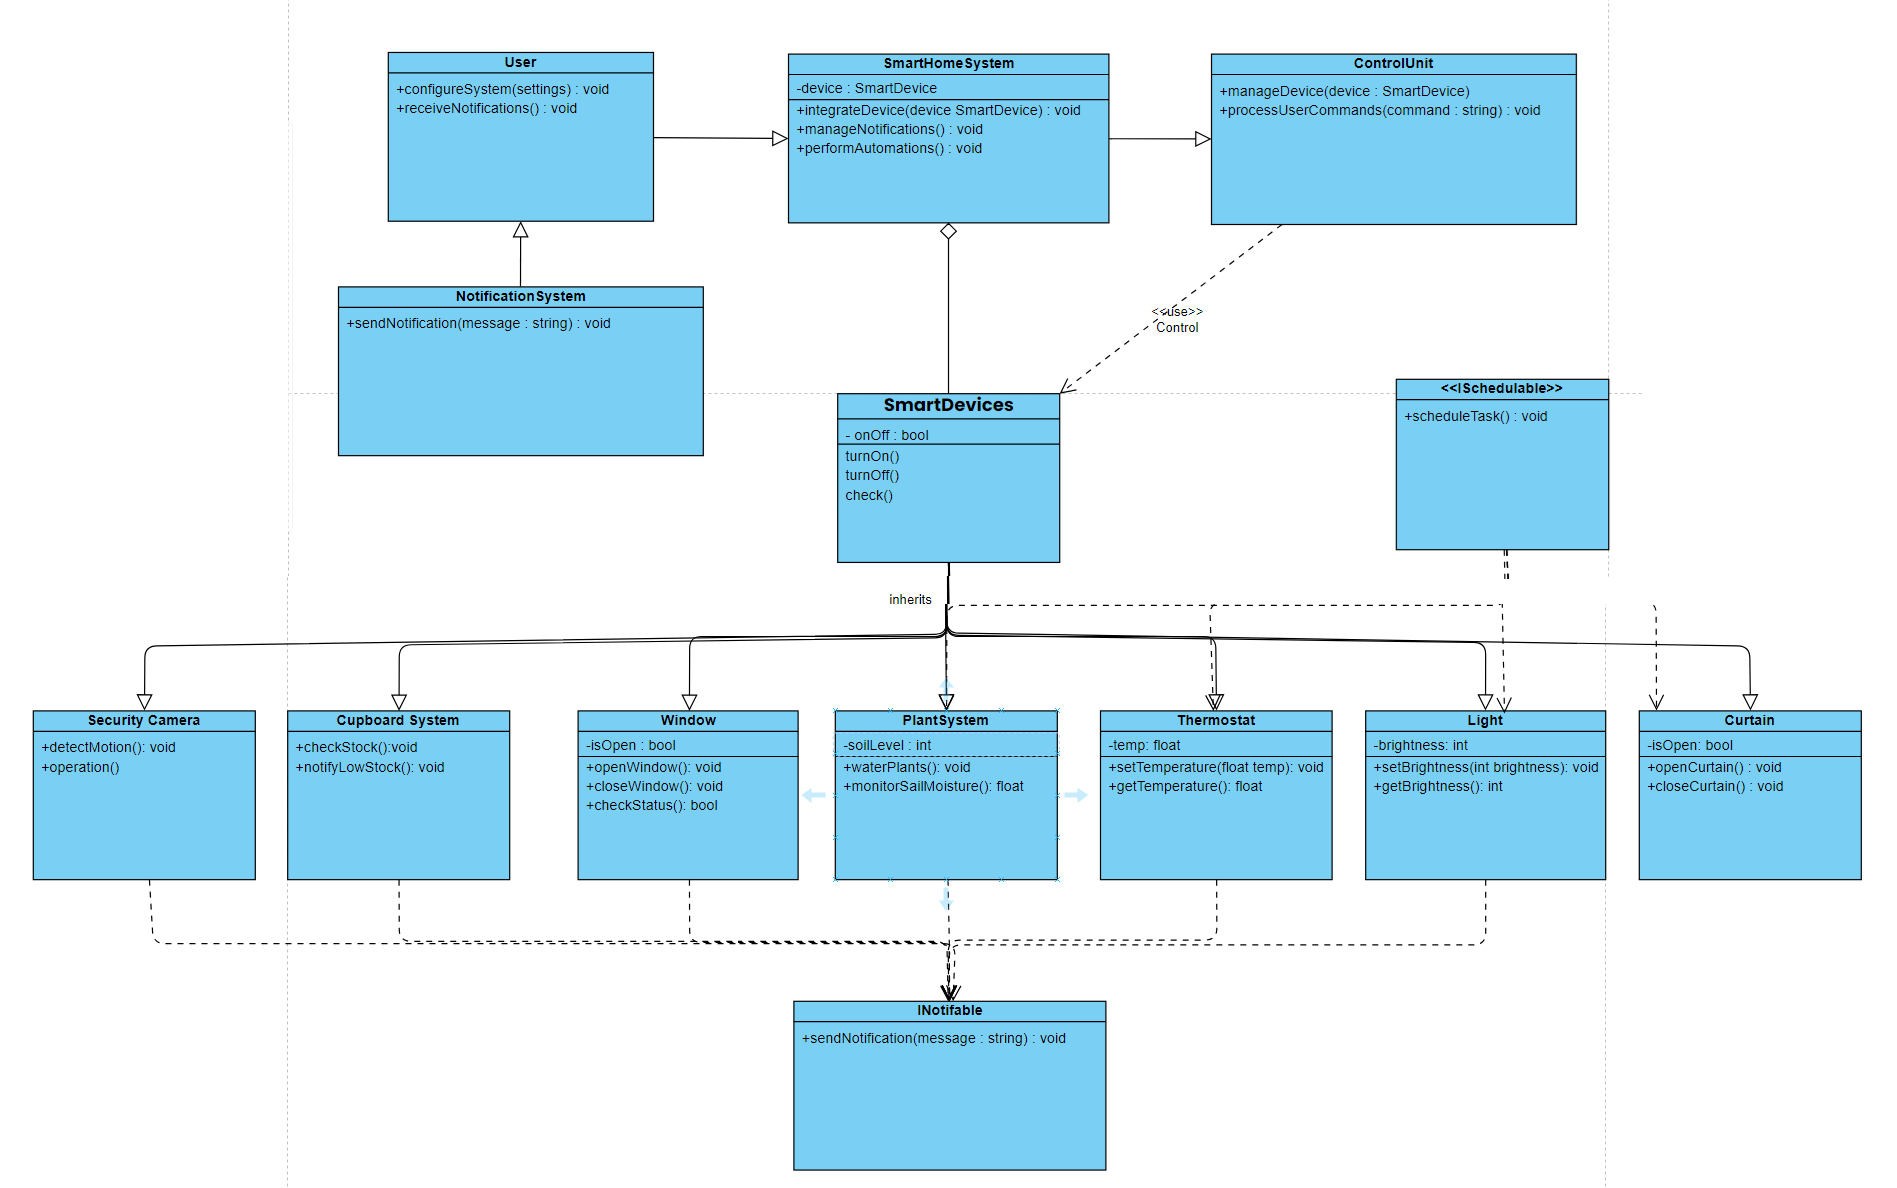 User
+configureSystem(settings) : void
+receiveNotifications() : void
SmartHomeSystem
-device : SmartDevice
+integrateDevice(device SmartDevice) : void
+manageNotifications() : void
+performAutomations() : void
ControlUnit
+manageDevice(device : SmartDevice)
+processUserCommands(command : string) : void
NotificationSystem
+sendNotification(message : string) : void
<<use>>
Control
SmartDevices
- onOff : bool
turnOn()
turnOff()
check()
<<ISchedulable>>
+scheduleTask() : void
inherits
Security Camera
+detectMotion(): void
+operation()
Cupboard System
+checkStock():void
+notifyLowStock(): void
Window
-isOpen : bool
+openWindow(): void
+closeWindow(): void
+checkStatus(): bool
PlantSystem
-soilLevel : int
+waterPlants(): void
+monitorSailMoisture(): float
Thermostat
-temp: float
+setTemperature(float temp): void
+getTemperature(): float
Light
-brightness: int
+setBrightness(int brightness): void
+getBrightness(): int
Curtain
-isOpen: bool
+openCurtain() : void
+closeCurtain() : void
INotifable
+sendNotification(message : string) : void